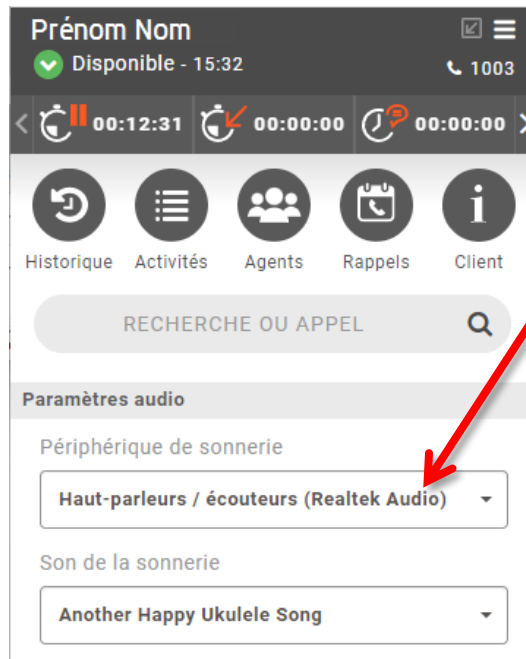 Prénom Nom
Disponible - 15:32
1003
00:12:31 00:00:00 00:00:00
Historique Activités Agents Rappels Client
RECHERCHE OU APPEL
Paramètres audio
Périphérique de sonnerie
Haut-parleurs / écouteurs (Realtek Audio)
Son de la sonnerie
Another Happy Ukulele Song